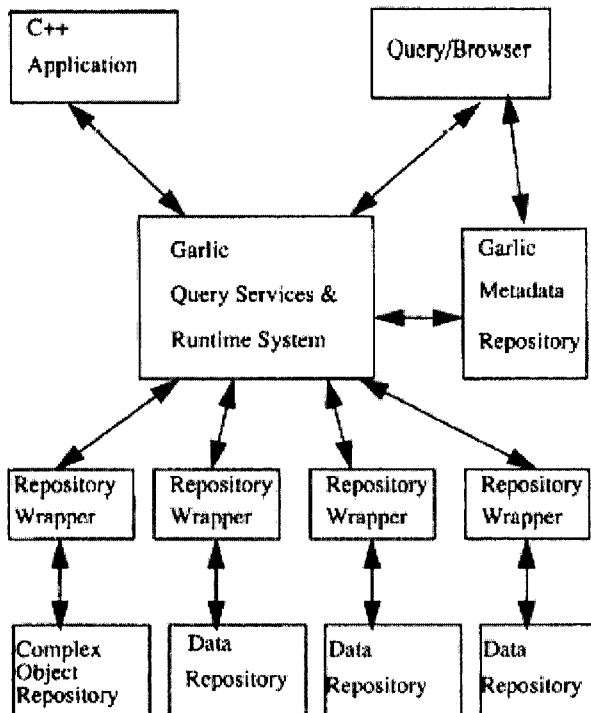 C++
Application
Query/Browser
Garlic
Query Services &
Runtime System
Garlic
Metadata
Repository
Repository
Wrapper
Repository
Wrapper
Repository
Wrapper
Repository
Wrapper
Complex
Object
Repository
Data
Repository
Data
Repository
Data
Repository